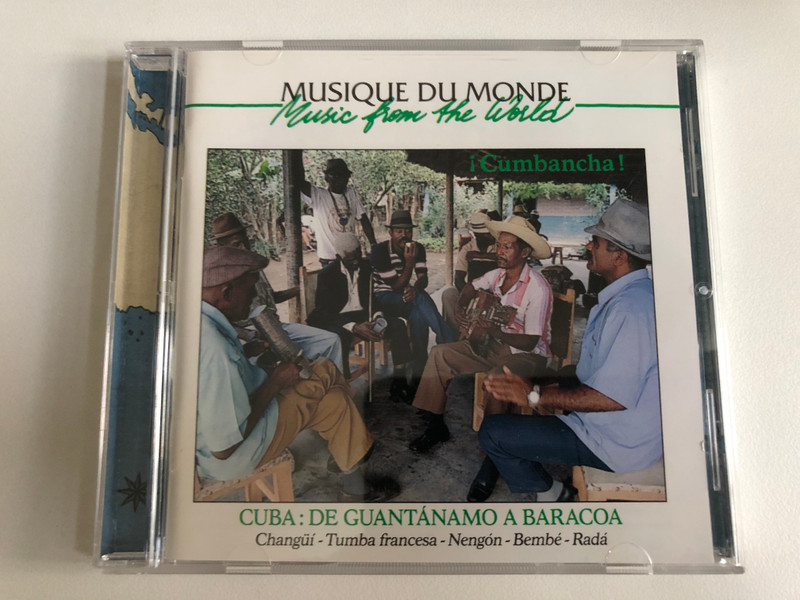 MUSIQUE DU MONDE
Music from the World
¡Cumbancha!
CUBA: DE GUANTÁNAMO A BARACOA
Changüí - Tumba francesa - Nengón - Bembé - Radá